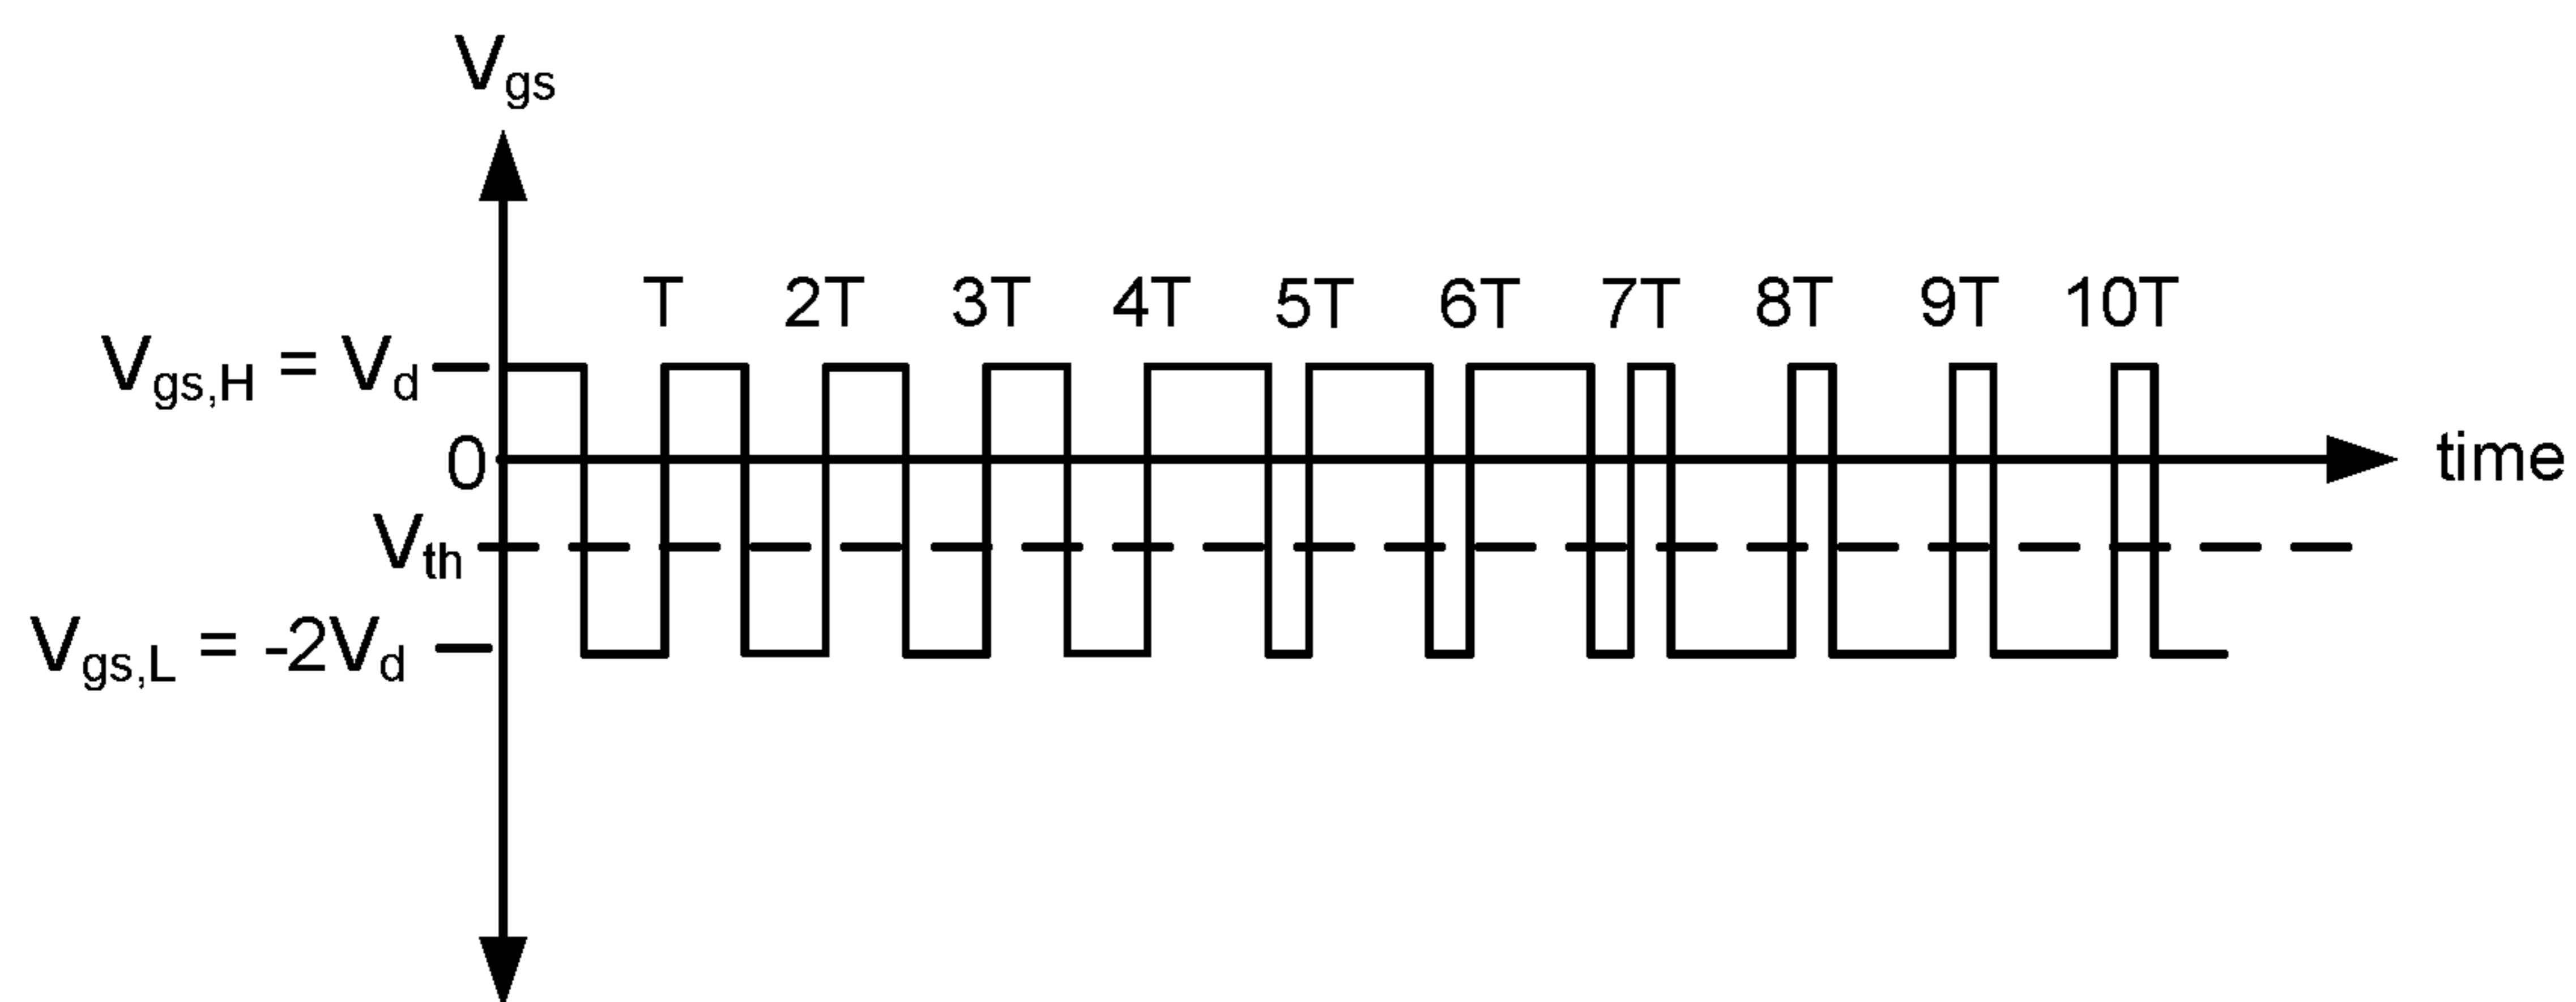 Vgs
T 2T 3T 4T 5T 6T 7T 8T 9T 10T
Vgs,H = Vd
0
time
Vth
Vgs,L = -2Vd